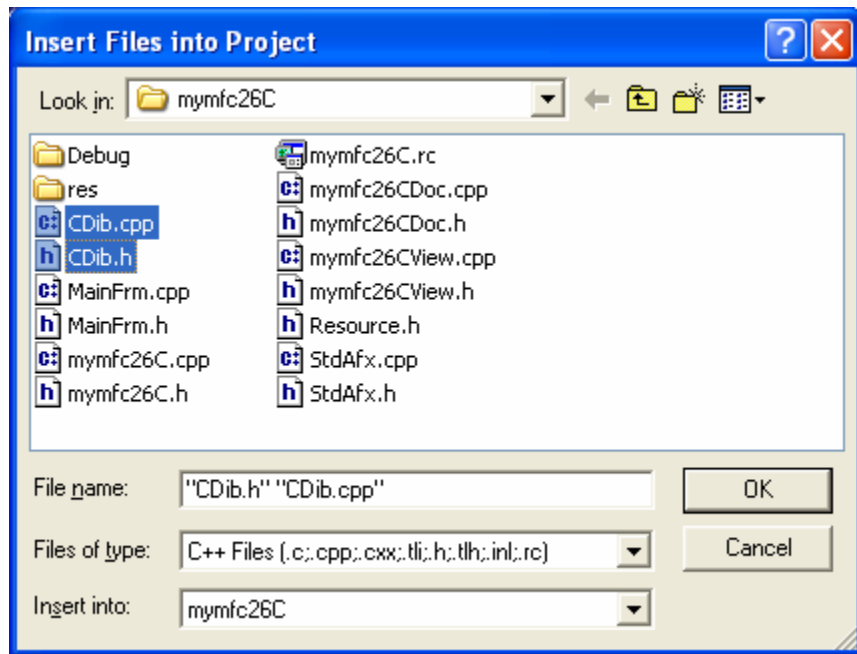 Insert Files into Project
Look in: mymfc26C
Debug
res
CDib.cpp
CDib.h
MainFrm.cpp
MainFrm.h
mymfc26C.cpp
mymfc26C.h
mymfc26C.rc
mymfc26CDoc.cpp
mymfc26CDoc.h
mymfc26CView.cpp
mymfc26CView.h
Resource.h
StdAfx.cpp
StdAfx.h
File name: "CDib.h" "CDib.cpp" OK
Files of type: C++ Files (.c;.cpp;.cxx;.tli;.h;.tlh;.inl;.rc) Cancel
Insert into: mymfc26C